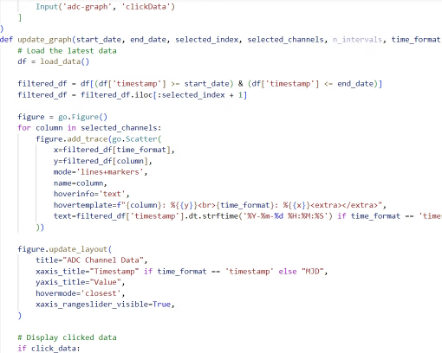 Input('adc-graph', 'clickData')
]
)
def update_graph(start_date, end_date, selected_index, selected_channels, n_intervals, time_format
# Load the latest data
df = load_data()
filtered_df = df[(df['timestamp'] >= start_date) & (df['timestamp'] <= end_date)]
filtered_df = filtered_df.iloc[:selected_index + 1]
figure = go.Figure()
for column in selected_channels:
figure.add_trace(go.Scatter(
x=filtered_df[time_format],
y=filtered_df[column],
mode='lines+markers',
name=column,
hoverinfo='text',
hovertemplate=f"{column}: %{{y}}<br>{time_format}: %{{x}}<extra></extra>",
text=filtered_df['timestamp'].dt.strftime('%Y-%m-%d %H:%M:%S') if time_format == 'times
))
figure.update_layout(
title="ADC Channel Data",
xaxis_title="Timestamp" if time_format == 'timestamp' else "MJD",
yaxis_title="Value",
hovermode='closest',
xaxis_rangeslider_visible=True,
)
# Display clicked data
if click_data: